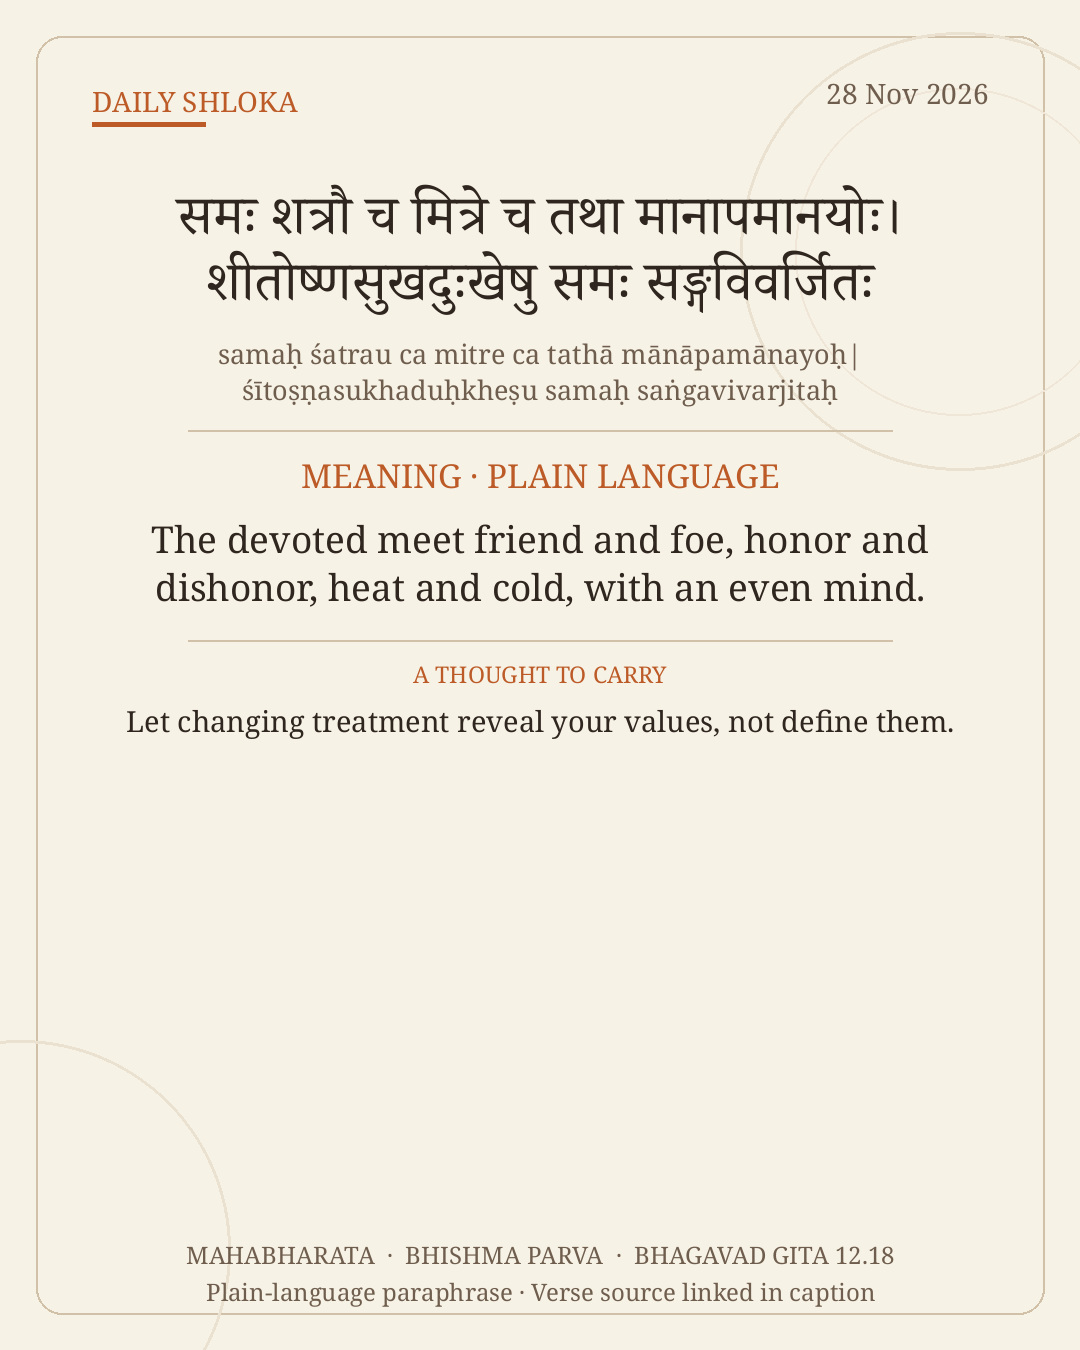 DAILY SHLOKA
28 Nov 2026
समः शत्रौ च मित्रे च तथा मानापमानयोः।
शीतोष्णसुखदुःखेषु समः सङ्गविवर्जितः
samaḥ śatrau ca mitre ca tathā mānāpamānayoḥ|
śītoṣṇasukhaduḥkheṣu samaḥ saṅgavivarjitaḥ
MEANING · PLAIN LANGUAGE
The devoted meet friend and foe, honor and
dishonor, heat and cold, with an even mind.
A THOUGHT TO CARRY
Let changing treatment reveal your values, not define them.
MAHABHARATA · BHISHMA PARVA · BHAGAVAD GITA 12.18
Plain-language paraphrase · Verse source linked in caption